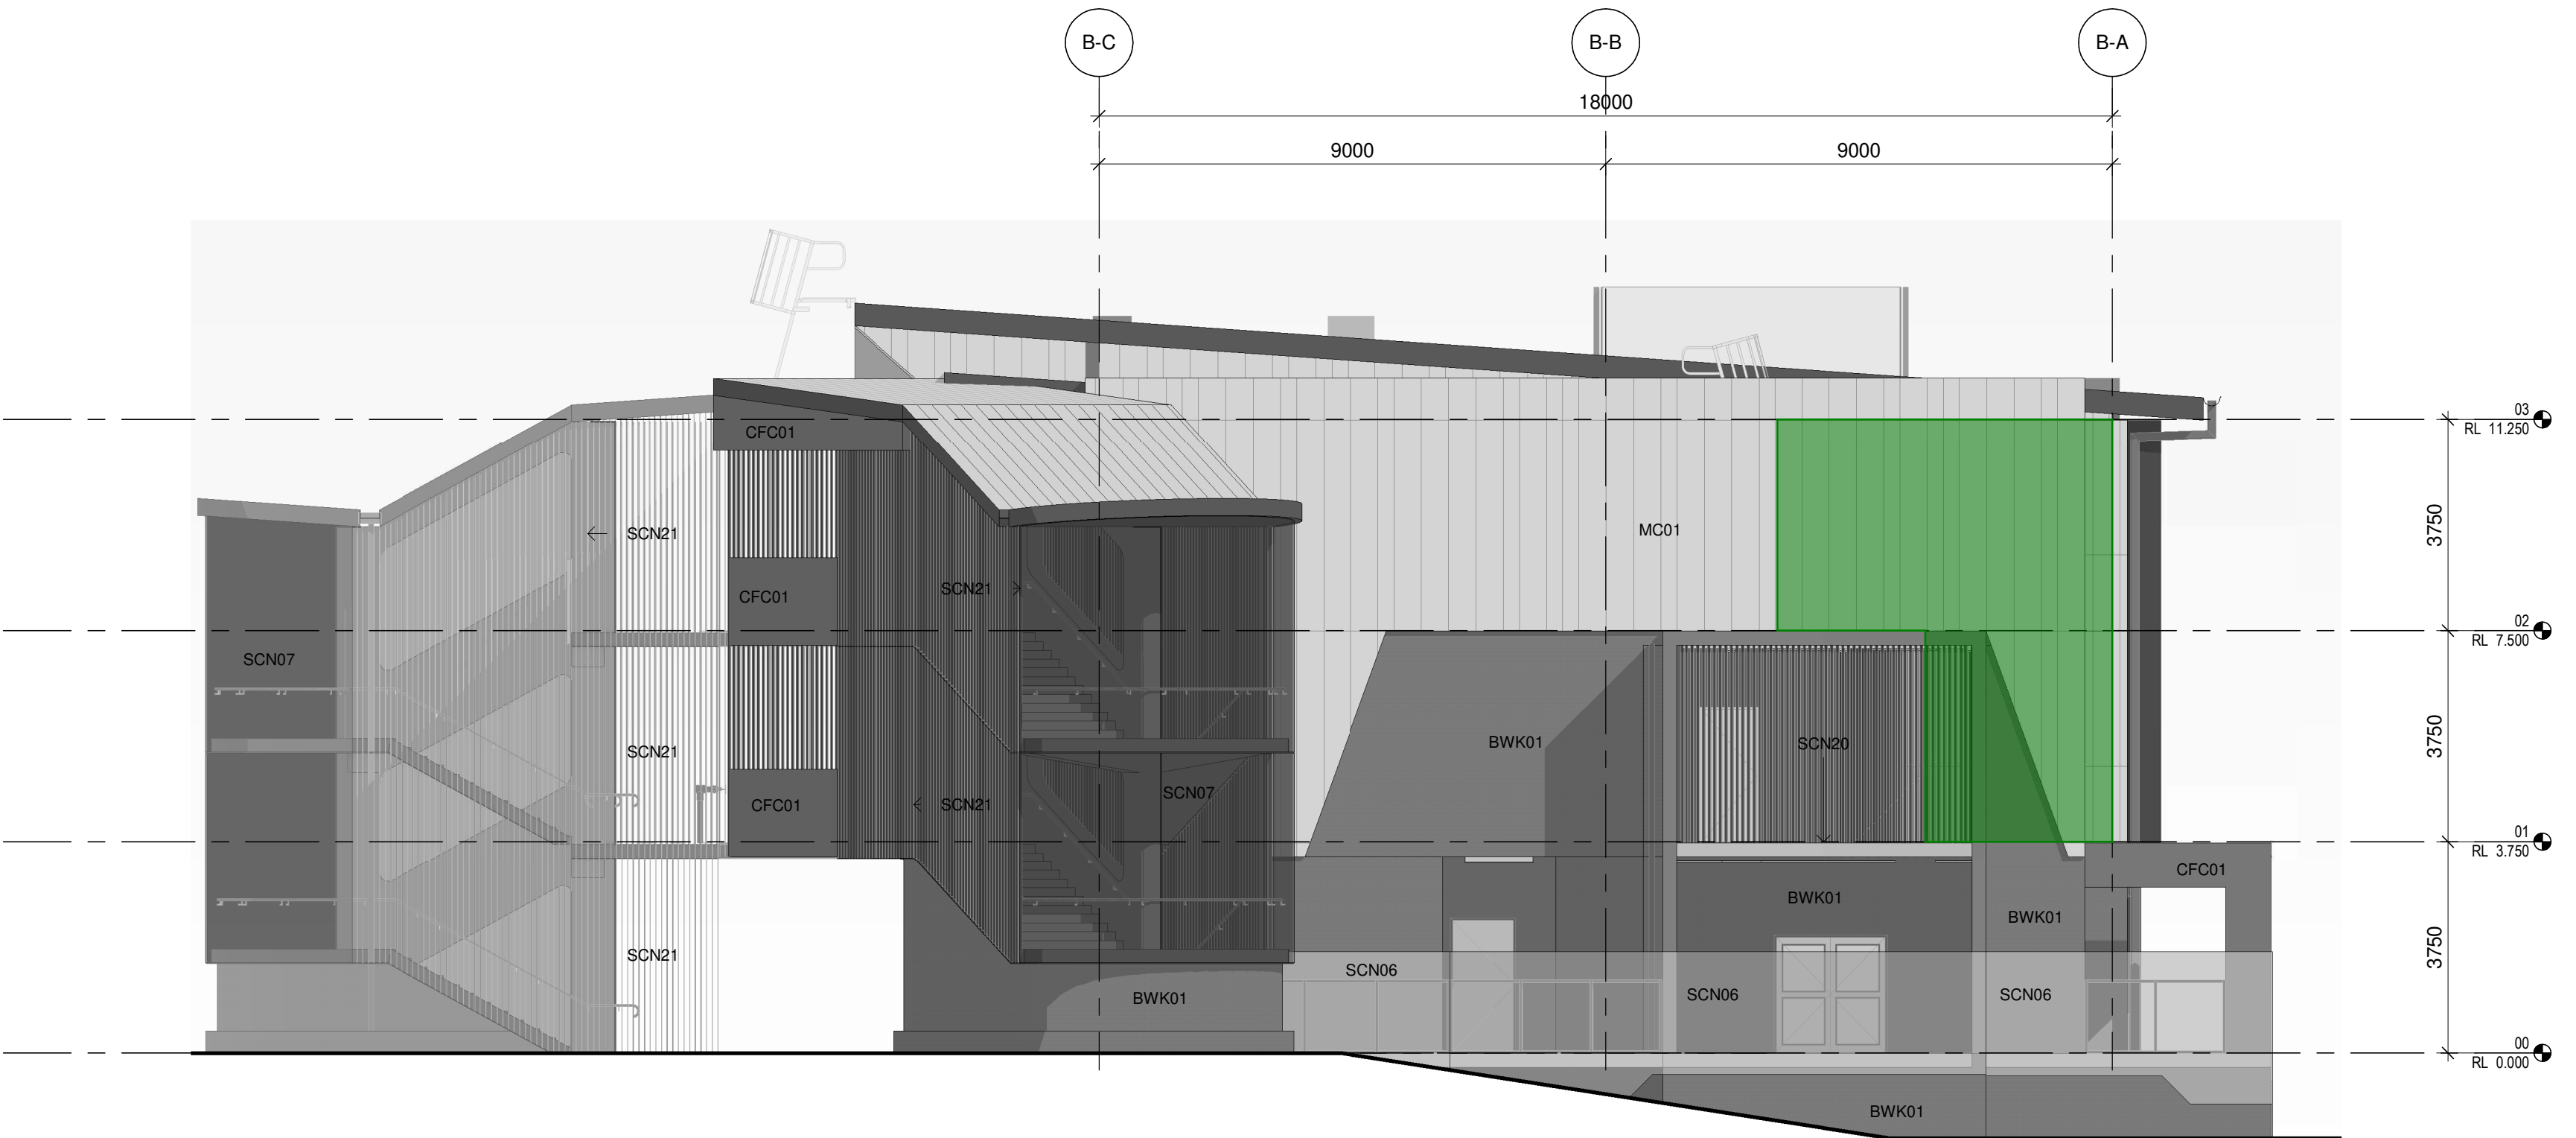 B-C
B-B
B-A
18000
9000
9000
03
RL 11.250
CFC01
3750
MC01
SCN21
SCN21
CFC01
02
RL 7.500
SCN07
3750
BWK01
SCN20
SCN21
SCN07
CFC01
SCN21
01
RL 3.750
CFC01
BWK01
BWK01
3750
SCN21
SCN06
SCN06
SCN06
BWK01
00
RL 0.000
BWK01